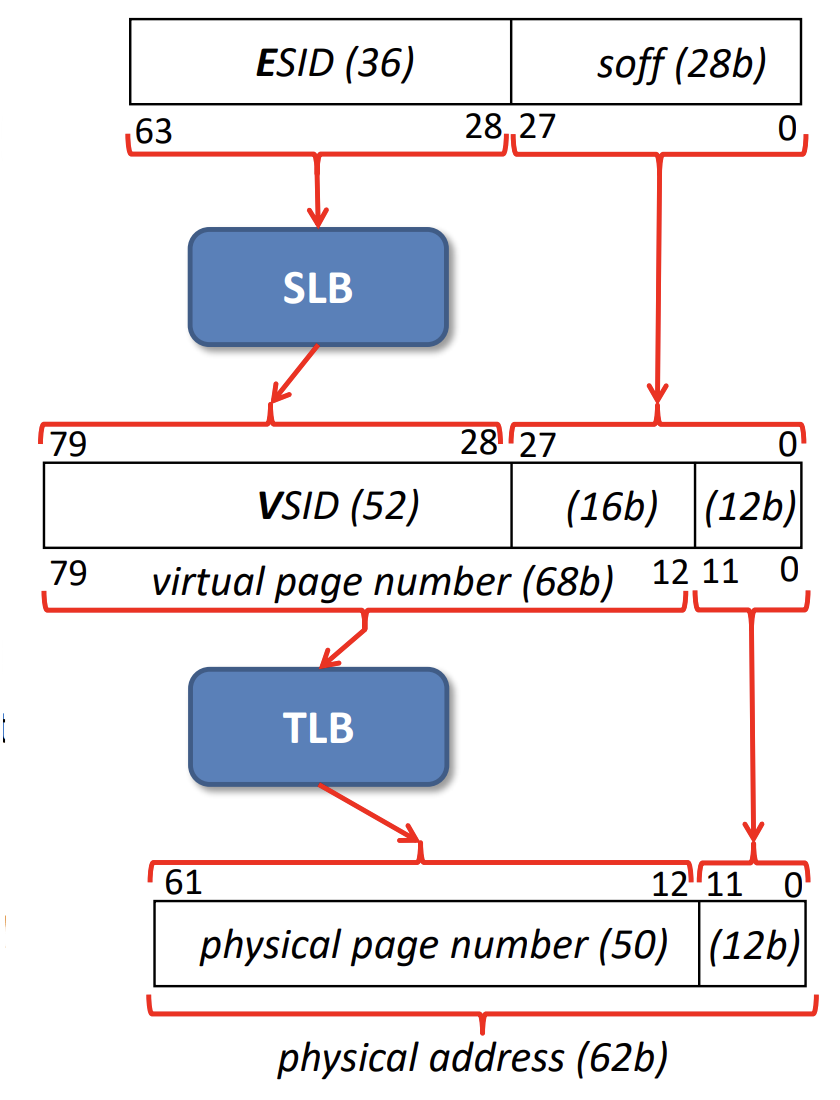 ESID (36) soff (28b)
63 28 27 0
SLB
79 28 27 0
VSID (52) (16b) (12b)
79 virtual page number (68b) 12 11 0
TLB
61 12 11 0
physical page number (50) (12b)
physical address (62b)